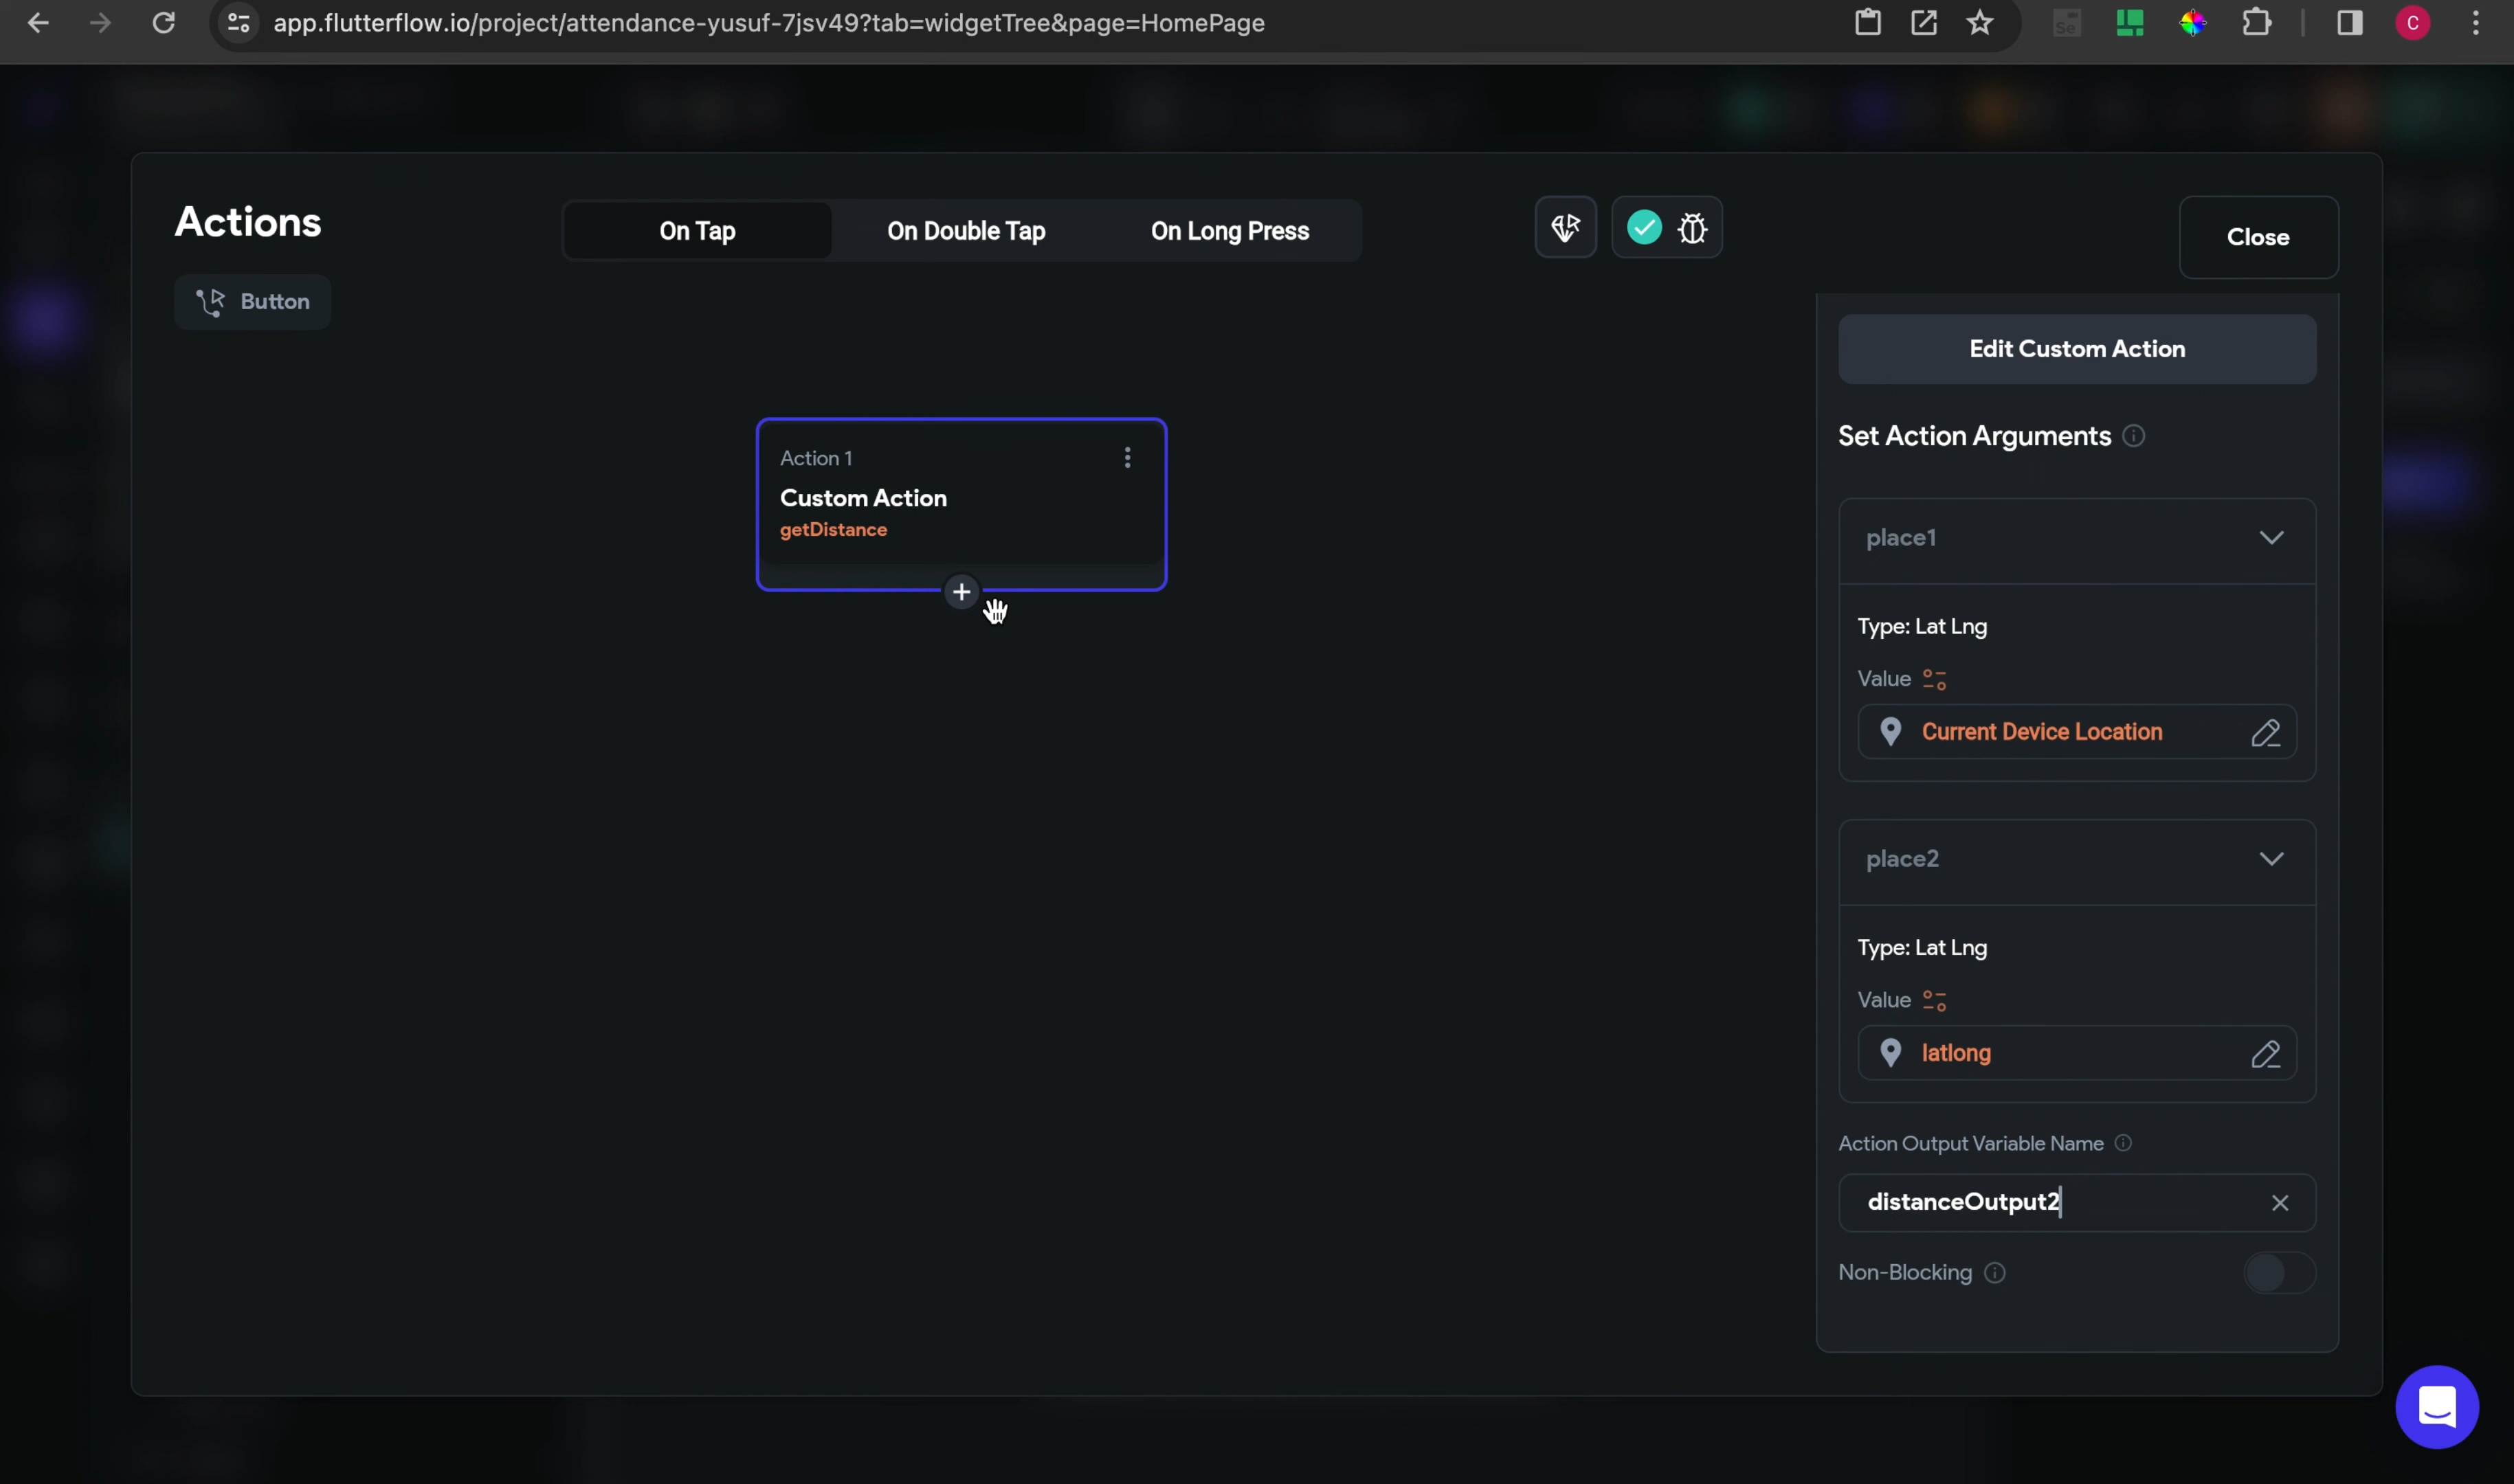 app.flutterflow.io/project/attendance-yusuf-7jsv49?tab=widgetTree&page=HomePage
Se
C
Actions
On Tap
On Double Tap
On Long Press
Close
Button
Edit Custom Action
Set Action Arguments
Action 1
Custom Action
getDistance
place1
Type: Lat Lng
Value
Current Device Location
place2
Type: Lat Lng
Value
latlong
Action Output Variable Name
distanceOutput2
Non-Blocking